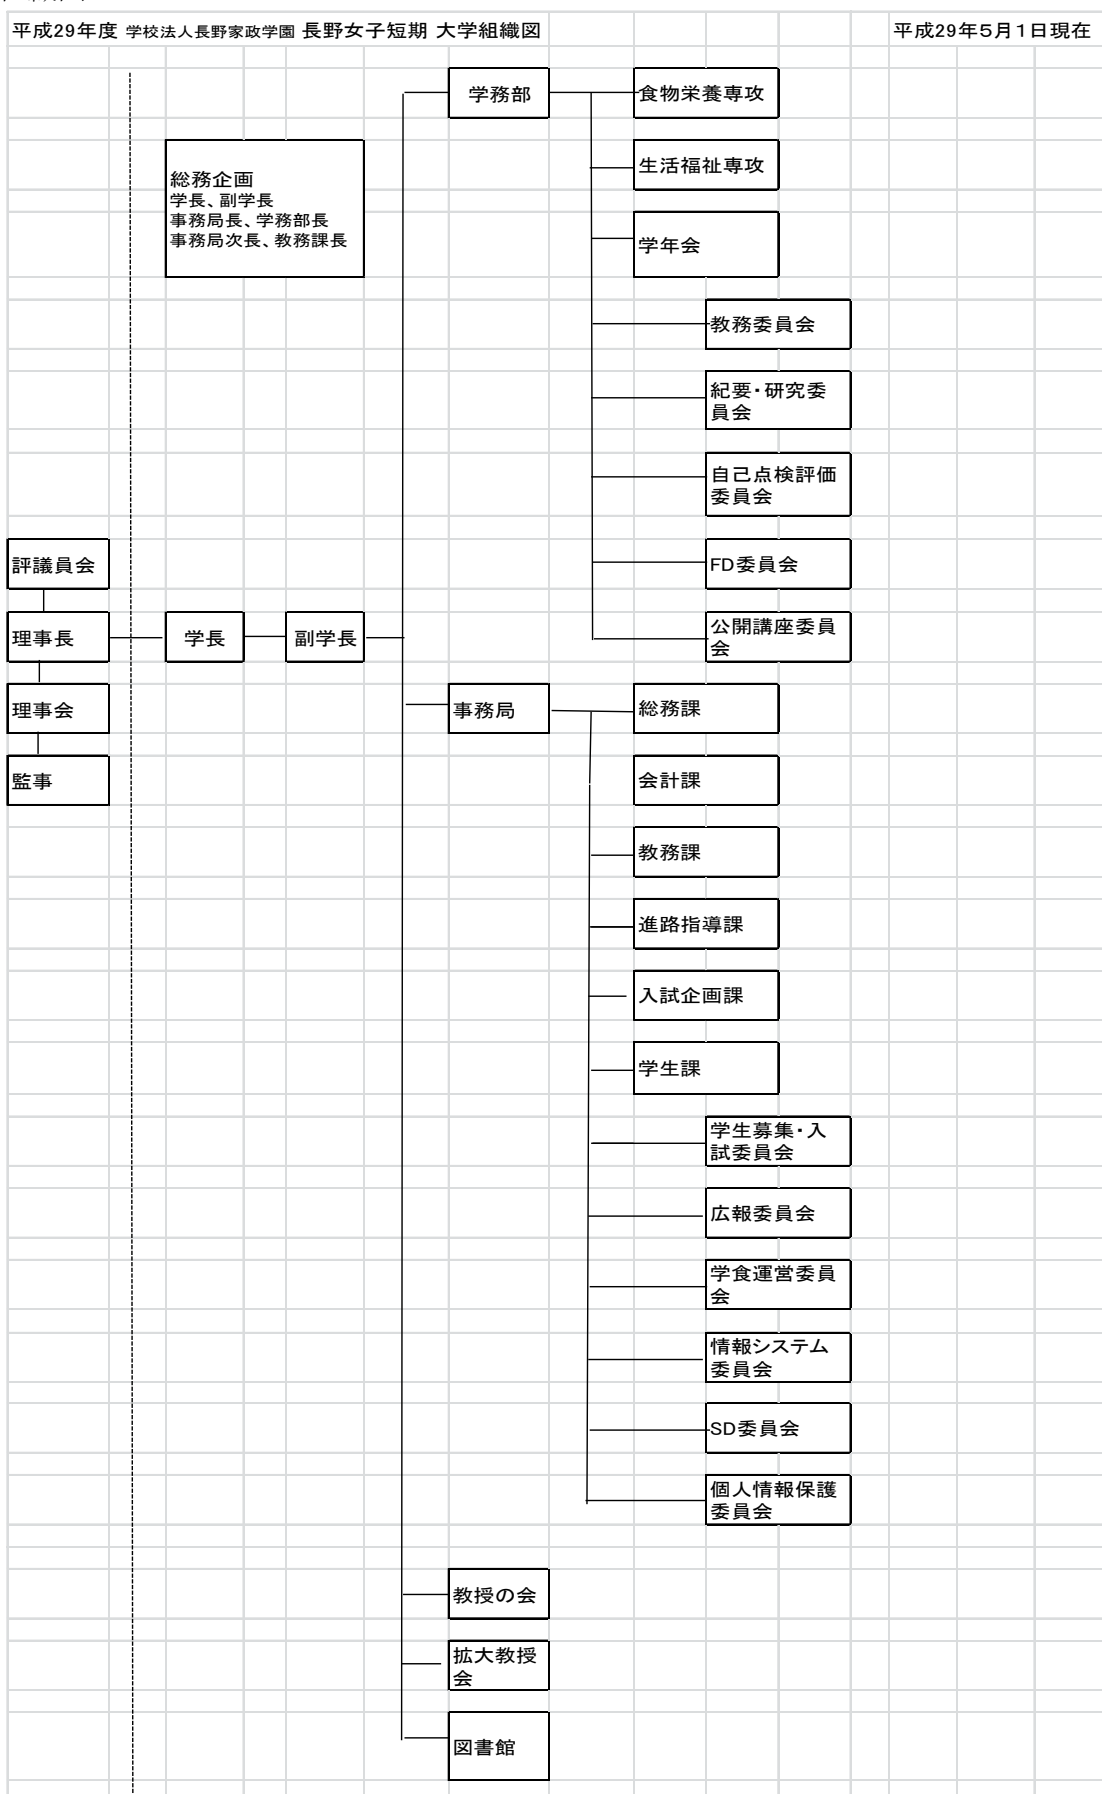 平成29年度 学校法人長野家政学園 長野女子短期 大学組織図
平成29年5月1日現在
学務部
食物栄養専攻
生活福祉専攻
総務企画
学長、副学長
事務局長、学務部長
事務局次長、教務課長
学年会
教務委員会
紀要・研究委
員会
自己点検評価
委員会
評議員会
FD委員会
理事長
学長
副学長
公開講座委員
会
理事会
事務局
総務課
監事
会計課
教務課
進路指導課
入試企画課
学生課
学生募集・入
試委員会
広報委員会
学食運営委員
会
情報システム
委員会
SD委員会
個人情報保護
委員会
教授の会
拡大教授
会
図書館